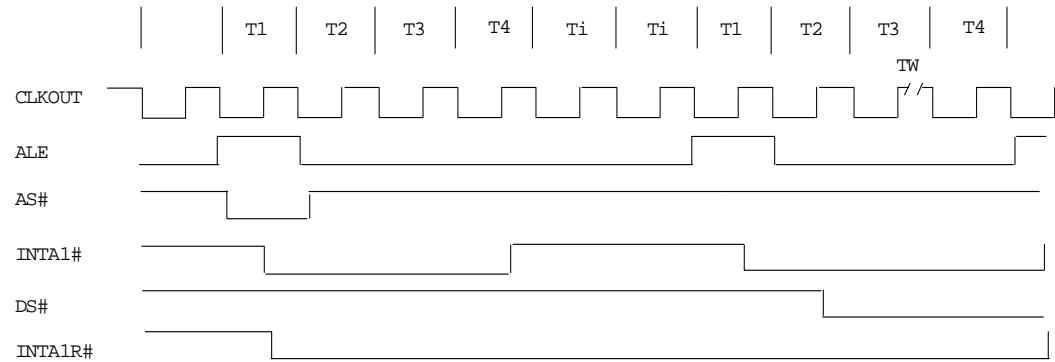 T1 T2 T3 T4 Ti Ti T1 T2 T3 T4
TW
CLKOUT
ALE
AS#
INTA1#
DS#
INTA1R#